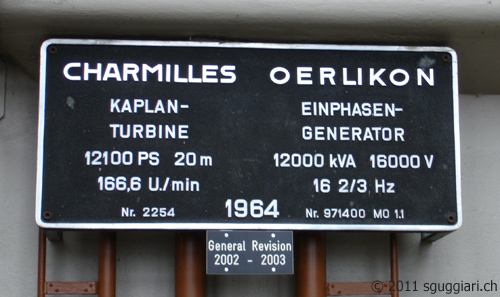 CHARMILLES
KAPLAN-
TURBINE
12100 PS 20 m
166,6 U./min
Nr. 2254
OERLIKON
EINPHASEN-
GENERATOR
12000 kVA 16000 V
16 2/3 Hz
Nr. 971400 M0 1.1
1964
General Revision
2002 - 2003
© 2011 sguggiari.ch